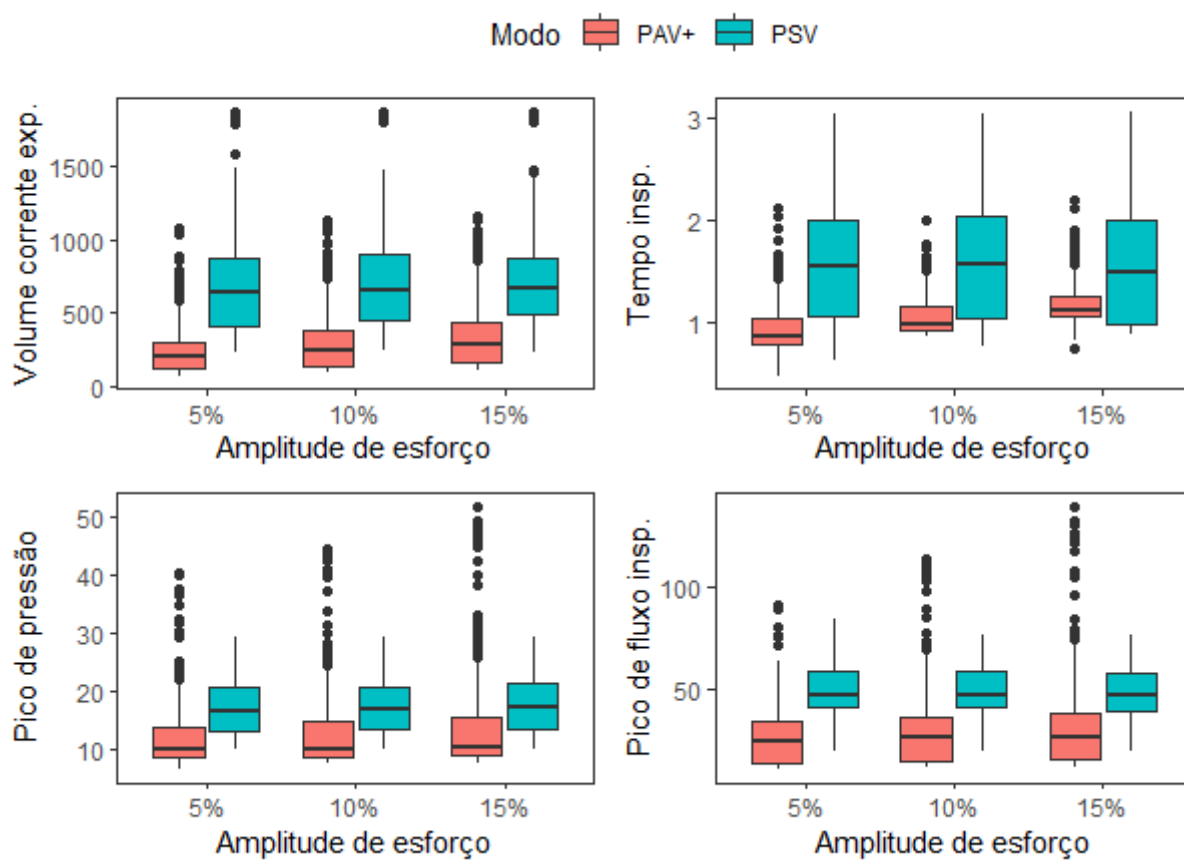 Modo PAV+ PSV
Volume corrente exp.
1500
1000
500
0
5% 10% 15%
Amplitude de esforço
Tempo insp.
3
2
1
5% 10% 15%
Amplitude de esforço
Pico de pressão
50
40
30
20
10
5% 10% 15%
Amplitude de esforço
Pico de fluxo insp.
100
50
5% 10% 15%
Amplitude de esforço